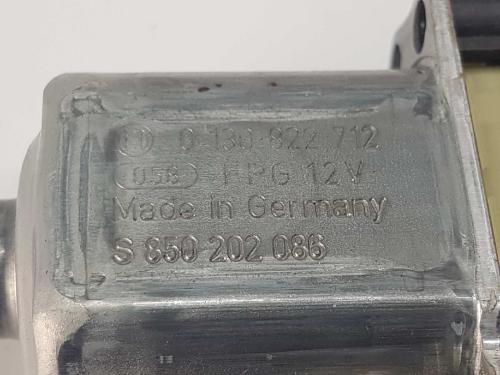 0 130 822 712
058 FPG 12V
Made in Germany
S 850 202 086